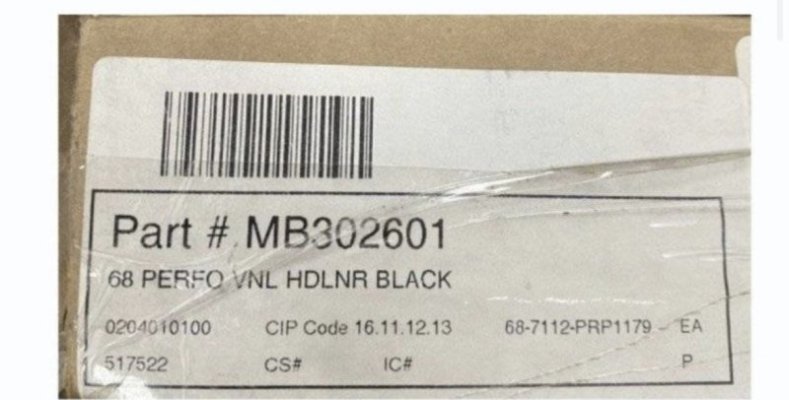 Part # MB302601
68 PERFO VNL HDLNR BLACK
0204010100 CIP Code 16.11.12.13 68-7112-PRP1179 EA
517522 CS# IC# P